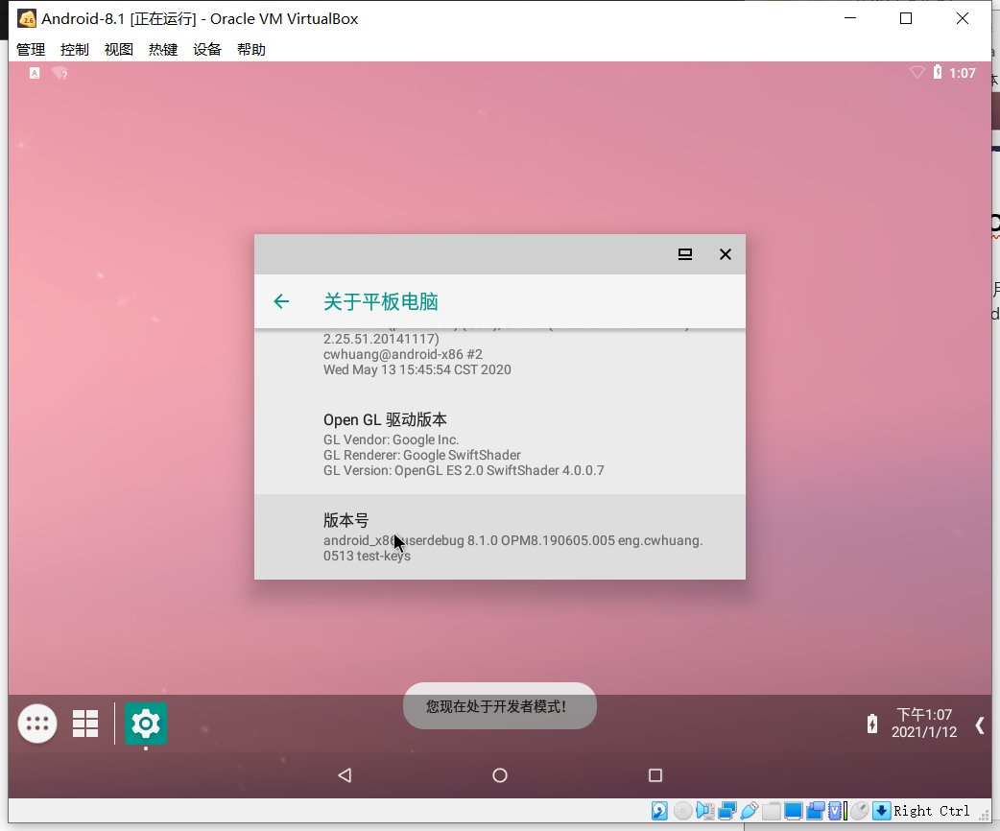 Android-8.1 [正在运行] - Oracle VM VirtualBox
管理 控制 视图 热键 设备 帮助
1:07
关于平板电脑
2.25.51.20141117)
cwhuang@android-x86 #2
Wed May 13 15:45:54 CST 2020
Open GL 驱动版本
GL Vendor: Google Inc.
GL Renderer: Google SwiftShader
GL Version: OpenGL ES 2.0 SwiftShader 4.0.0.7
版本号
android_x86-userdebug 8.1.0 OPM8.190605.005 eng.cwhuang.
0513 test-keys
您现在处于开发者模式!
下午1:07
2021/1/12
Right Ctrl